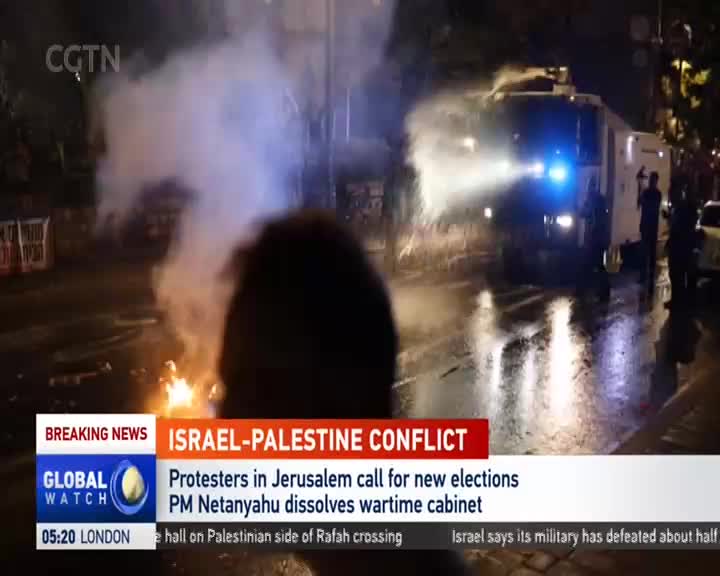 CGTN
BREAKING NEWS
ISRAEL-PALESTINE CONFLICT
GLOBAL WATCH
Protesters in Jerusalem call for new elections
PM Netanyahu dissolves wartime cabinet
05:20 LONDON
e hall on Palestinian side of Rafah crossing Israel says its military has defeated about half